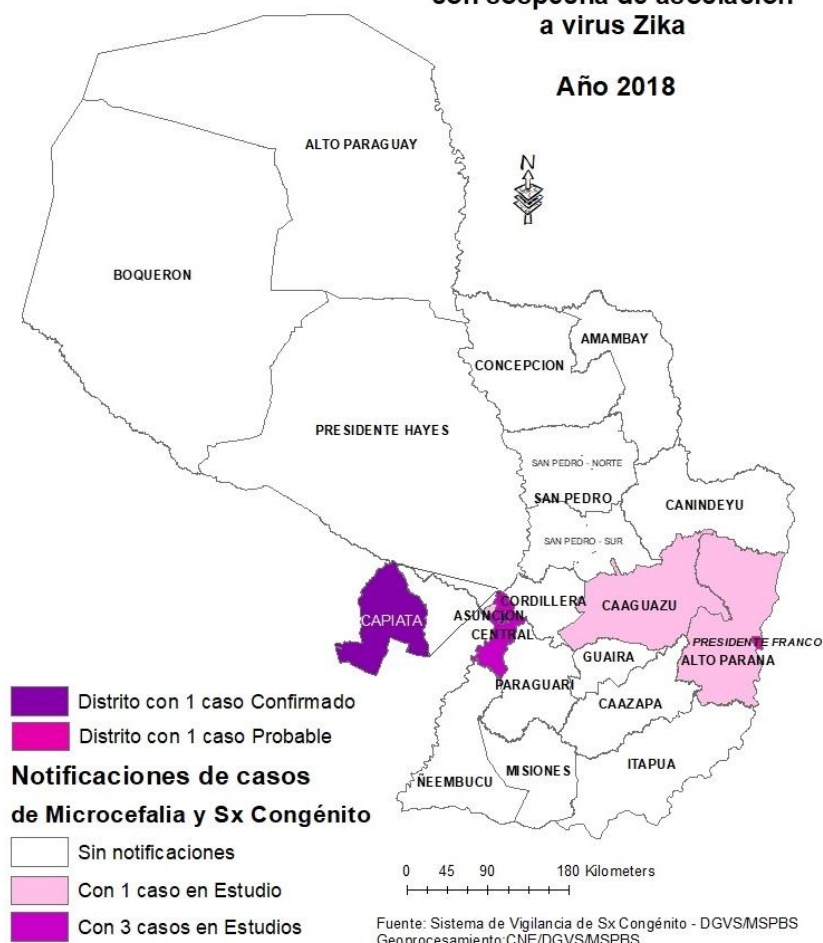 con sospecha de asociación
a virus Zika
Año 2018
N
ALTO PARAGUAY
BOQUERON
AMAMBAY
CONCEPCION
PRESIDENTE HAYES
SAN PEDRO - NORTE
SAN PEDRO
CANINDEYU
SAN PEDRO - SUR
CORDILLERA
CAAGUAZU
CAPIATA
ASUNCION
CENTRAL
PRESIDENTE FRANCO
GUAIRA
ALTO PARANA
PARAGUARI
CAAZAPA
Distrito con 1 caso Confirmado
Distrito con 1 caso Probable
Notificaciones de casos
de Microcefalia y Sx Congénito
ÑEEMBUCU
MISIONES
ITAPUA
Sin notificaciones
Con 1 caso en Estudio
Con 3 casos en Estudios
0 45 90 180 Kilometers
Fuente: Sistema de Vigilancia de Sx Congénito - DGVS/MSPBS
Geoprocesamiento:CNE/DGVS/MSPBS